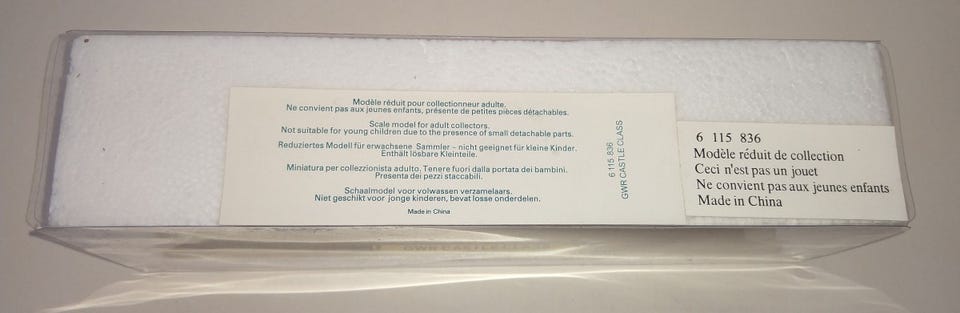 Modèle réduit pour collectionneur adulte.
Ne convient pas aux jeunes enfants, présente de petites pièces détachables.
Scale model for adult collectors.
Not suitable for young children due to the presence of small detachable parts.
Reduziertes Modell für erwachsene Sammler - nicht geeignet für kleine Kinder.
Enthält lösbare Kleinteile.
Miniatura per collezzionista adulto. Tenere fuori dalla portata dei bambini.
Presenta dei pezzi staccabili.
Schaalmodel voor volwassen verzamelaars.
Niet geschikt voor jonge kinderen, bevat losse onderdelen.
Made in China
6 115 836
GWR CASTLE CLASS
6 115 836
Modèle réduit de collection
Ceci n'est pas un jouet
Ne convient pas aux jeunes enfants
Made in China